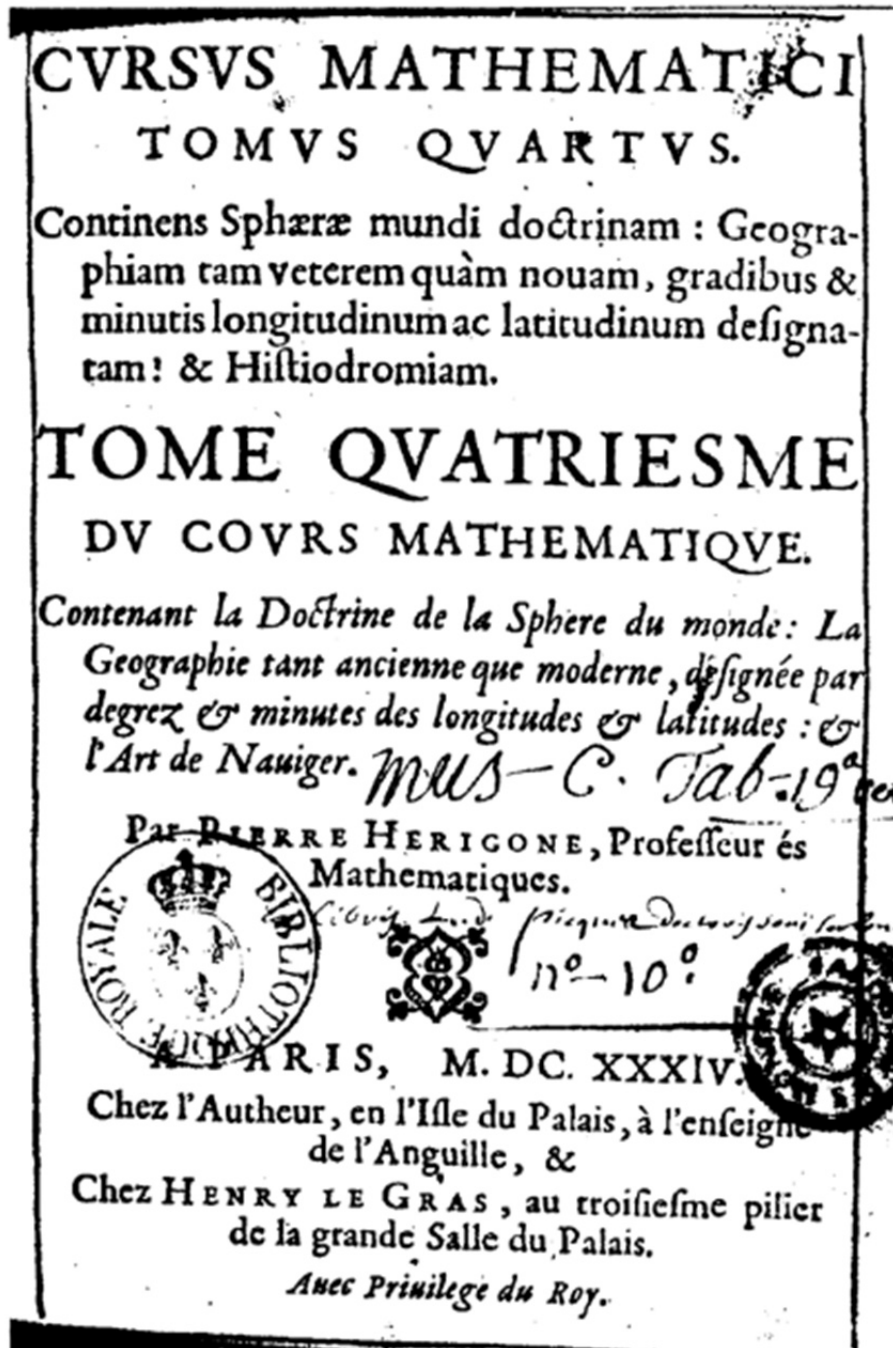 CVRSVS MATHEMATICI
TOMVS QVARTVS.
Continens Sphæræ mundi doctrinam : Geogra-
phiam tam veterem quàm nouam, gradibus &
minutis longitudinum ac latitudinum deſigna-
tam! & Hiſtiodromiam.
TOME QVATRIESME
DV COVRS MATHEMATIQVE.
Contenant la Doctrine de la Sphere du monde : La
Geographie tant ancienne que moderne, deſignée par
degrez & minutes des longitudes & latitudes : &
l'Art de Nauiger.
mus - C. Tab. 19
Par PIERRE HERIGONE, Profeſſeur és
Mathematiques.
nº 10º
BIBLIOTHEQUE ROYALE
A PARIS, M. DC. XXXIV.
Chez l'Autheur, en l'Iſle du Palais, à l'enſeigne
de l'Anguille, &
Chez HENRY LE GRAS, au troiſieſme pilier
de la grande Salle du Palais.
Auec Priuilege du Roy.